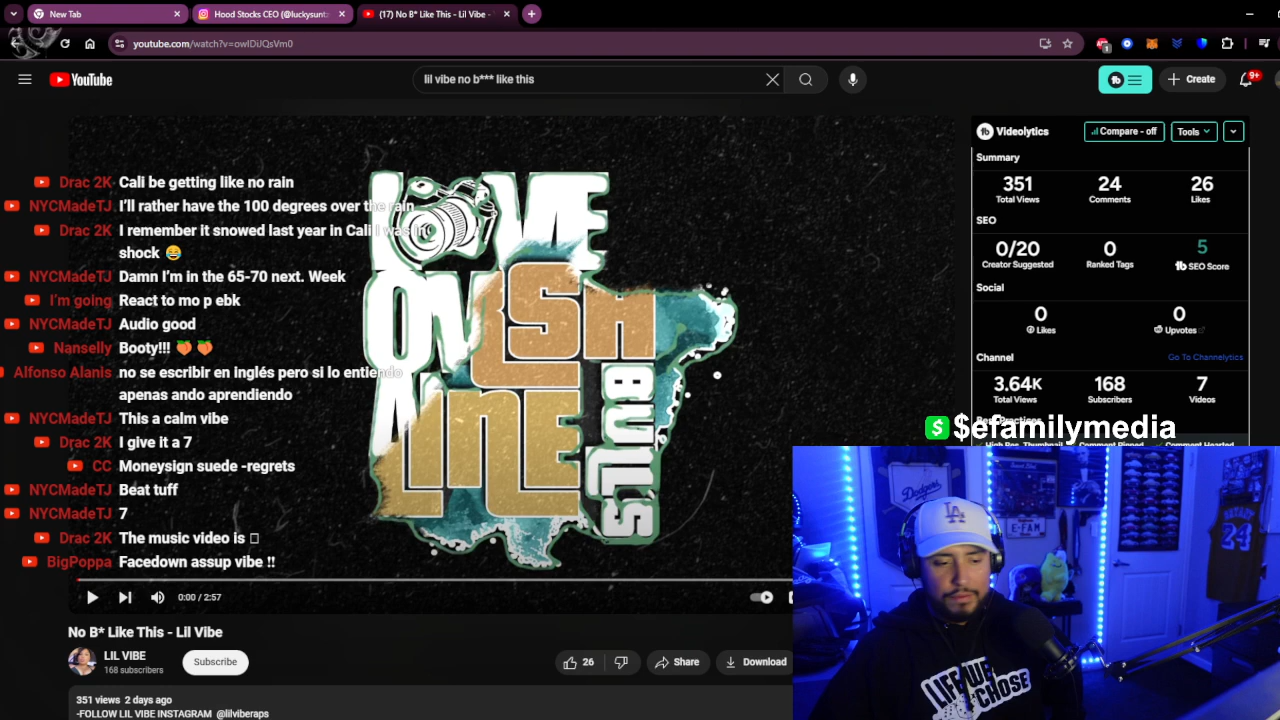 New Tab
Hood Stocks CEO (@luckysunt
(17) No B* Like This - Lil Vibe -
youtube.com/watch?v=owIDiJQsVm0
YouTube
lil vibe no b*** like this
Create
9+
Videolytics
Compare - off
Tools
Summary
351
24
26
Total Views
Comments
Likes
SEO
0/20
0
5
Creator Suggested
Ranked Tags
SEO Score
Social
0
0
Likes
Upvotes
Channel
Go To Channelytics
3.64K
168
7
Total Views
Subscribers
Videos
$efamilymedia
Drac 2K Cali be getting like no rain
NYCMadeTJ I'll rather have the 100 degrees over the rain
Drac 2K I remember it snowed last year in Cali I was in
shock 😂
NYCMadeTJ Damn I'm in the 65-70 next. Week
I'm going React to mo p ebk
NYCMadeTJ Audio good
Nanselly Booty!!! 🍑 🍑
Alfonso Alanis no se escribir en inglés pero si lo entiendo
apenas ando aprendiendo
NYCMadeTJ This a calm vibe
Drac 2K I give it a 7
CC Moneysign suede -regrets
NYCMadeTJ Beat tuff
NYCMadeTJ 7
Drac 2K The music video is
BigPoppa Facedown assup vibe !!
LOVE
BULL'S
0:00 / 2:57
No B* Like This - Lil Vibe
LIL VIBE
168 subscribers
Subscribe
26
Share
Download
351 views 2 days ago
-FOLLOW LIL VIBE INSTAGRAM @lilviberaps
Dodgers
E-FAM
LA
24
LIFE WE
CHOSE